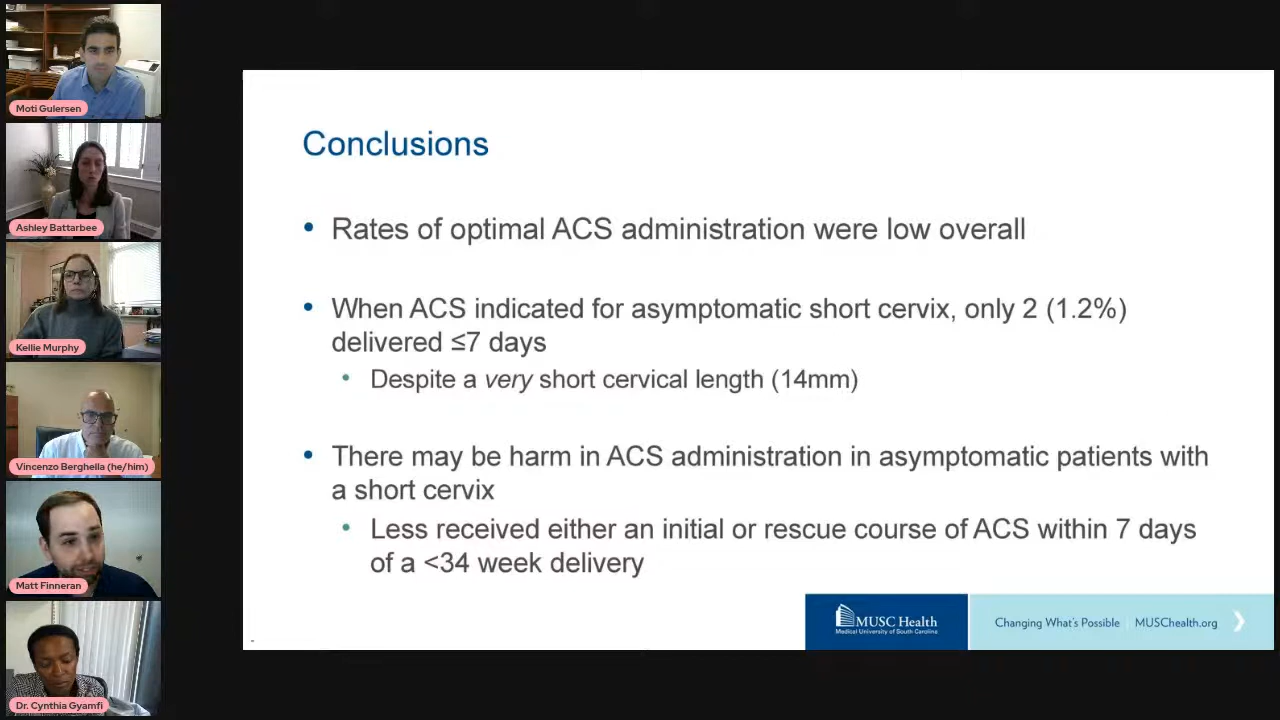 Moti Gulersen
Ashley Battarbee
Kellie Murphy
Vincenzo Berghella (he/him)
Matt Finneran
Dr. Cynthia Gyamfi
Conclusions
• Rates of optimal ACS administration were low overall
• When ACS indicated for asymptomatic short cervix, only 2 (1.2%)
delivered ≤7 days
• Despite a very short cervical length (14mm)
• There may be harm in ACS administration in asymptomatic patients with
a short cervix
• Less received either an initial or rescue course of ACS within 7 days
of a <34 week delivery
MUSC Health
Medical University of South Carolina
Changing What's Possible | MUSChealth.org